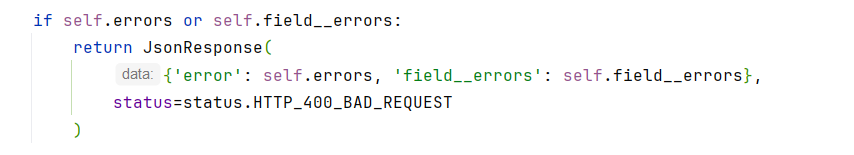 if self.errors or self.field__errors:
return JsonResponse(
data: {'error': self.errors, 'field__errors': self.field__errors},
status=status.HTTP_400_BAD_REQUEST
)